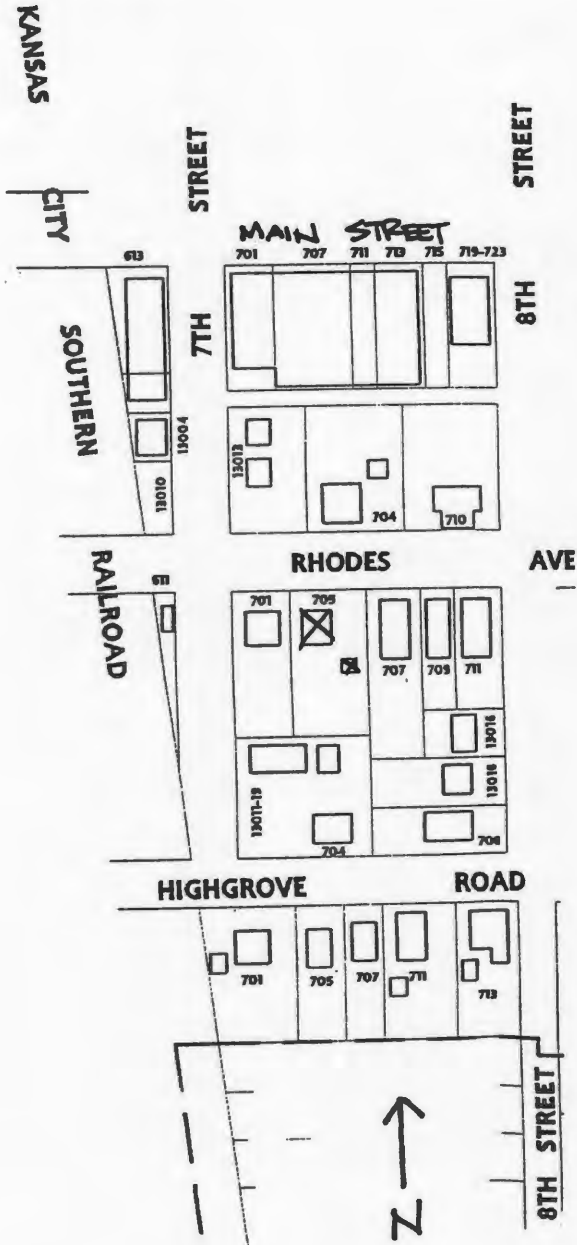 KANSAS
CITY
SOUTHERN
RAILROAD
STREET
7TH
STREET
8TH
MAIN STREET
613
701
707
711
713
715
719-723
13004
13010
13013
704
710
RHODES
AVE
611
701
705
707
709
711
13016
13016
13011-19
704
708
HIGHGROVE
ROAD
701
705
707
711
713
8TH STREET
N